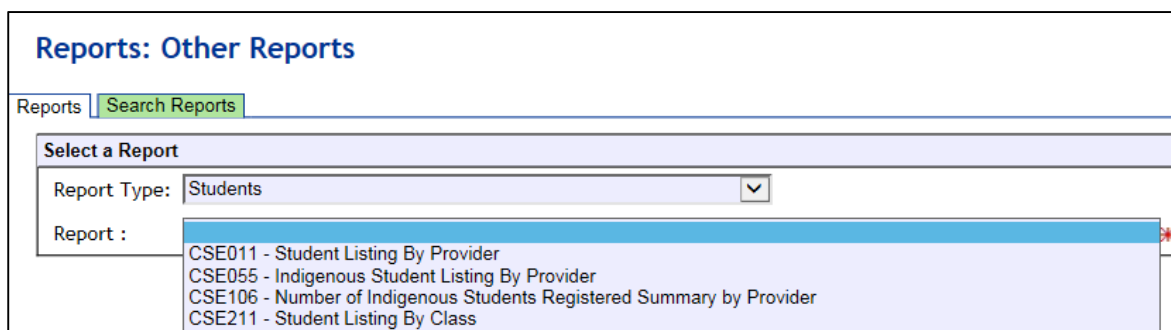 Reports: Other Reports
Reports Search Reports
Select a Report
Report Type: Students
Report :
CSE011 - Student Listing By Provider
CSE055 - Indigenous Student Listing By Provider
CSE106 - Number of Indigenous Students Registered Summary by Provider
CSE211 - Student Listing By Class